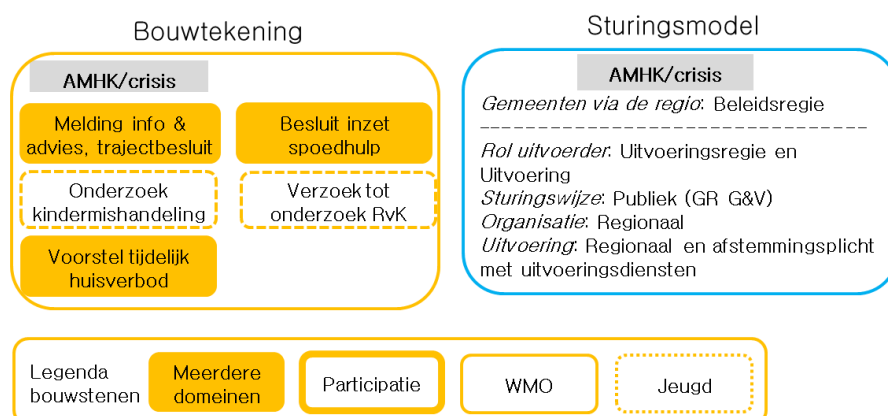 Bouwtekening
AMHK/crisis
Melding info &
advies, trajectbesluit
Besluit inzet
spoedhulp
Onderzoek
kindermishandeling
Verzoek tot
onderzoek RvK
Voorstel tijdelijk
huisverbod
Sturingsmodel
AMHK/crisis
Gemeenten via de regio: Beleidsregie
--------------------------------
Rol uitvoerder: Uitvoeringsregie en
Uitvoering
Sturingswijze: Publiek (GR G&V)
Organisatie: Regionaal
Uitvoering: Regionaal en afstemmingsplicht
met uitvoeringsdiensten
Legenda
bouwstenen
Meerdere
domeinen
Participatie
WMO
Jeugd